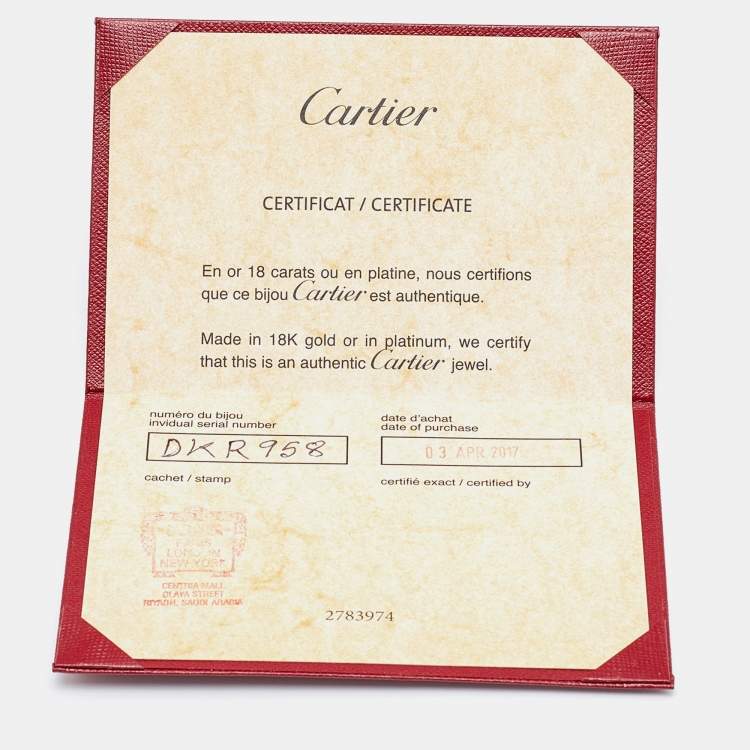 Cartier
CERTIFICAT / CERTIFICATE
En or 18 carats ou en platine, nous certifions
que ce bijou Cartier est authentique.
Made in 18K gold or in platinum, we certify
that this is an authentic Cartier jewel.
numéro du bijou
invidual serial number
DKR958
cachet / stamp
date d'achat
date of purchase
03 APR 2017
certifié exact / certified by
PARIS
LONDON
NEW YORK
CENTRIA MALL
OLAYA STREET
RIYADH, SAUDI ARABIA
2783974